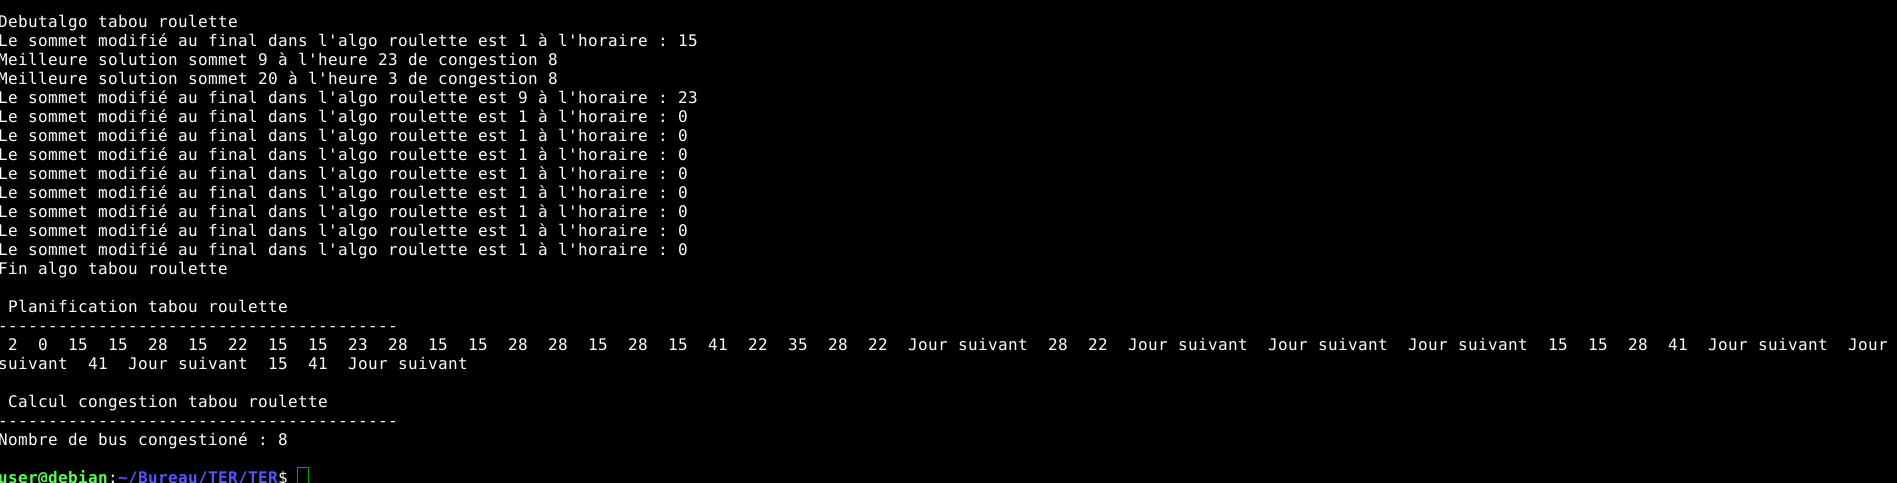 Debutalgo tabou roulette
Le sommet modifié au final dans l'algo roulette est 1 à l'horaire : 15
Meilleure solution sommet 9 à l'heure 23 de congestion 8
Meilleure solution sommet 20 à l'heure 3 de congestion 8
Le sommet modifié au final dans l'algo roulette est 9 à l'horaire : 23
Le sommet modifié au final dans l'algo roulette est 1 à l'horaire : 0
Le sommet modifié au final dans l'algo roulette est 1 à l'horaire : 0
Le sommet modifié au final dans l'algo roulette est 1 à l'horaire : 0
Le sommet modifié au final dans l'algo roulette est 1 à l'horaire : 0
Le sommet modifié au final dans l'algo roulette est 1 à l'horaire : 0
Le sommet modifié au final dans l'algo roulette est 1 à l'horaire : 0
Le sommet modifié au final dans l'algo roulette est 1 à l'horaire : 0
Le sommet modifié au final dans l'algo roulette est 1 à l'horaire : 0
Fin algo tabou roulette
Planification tabou roulette
----------------------------------------
2  0  15  15  28  15  22  15  15  23  28  15  15  28  28  15  28  15  41  22  35  28  22  Jour suivant  28  22  Jour suivant  Jour suivant  Jour suivant  15  15  28  41  Jour suivant  Jour
suivant  41  Jour suivant  15  41  Jour suivant
Calcul congestion tabou roulette
----------------------------------------
Nombre de bus congestioné : 8
user@debian:~/Bureau/TER/TER$